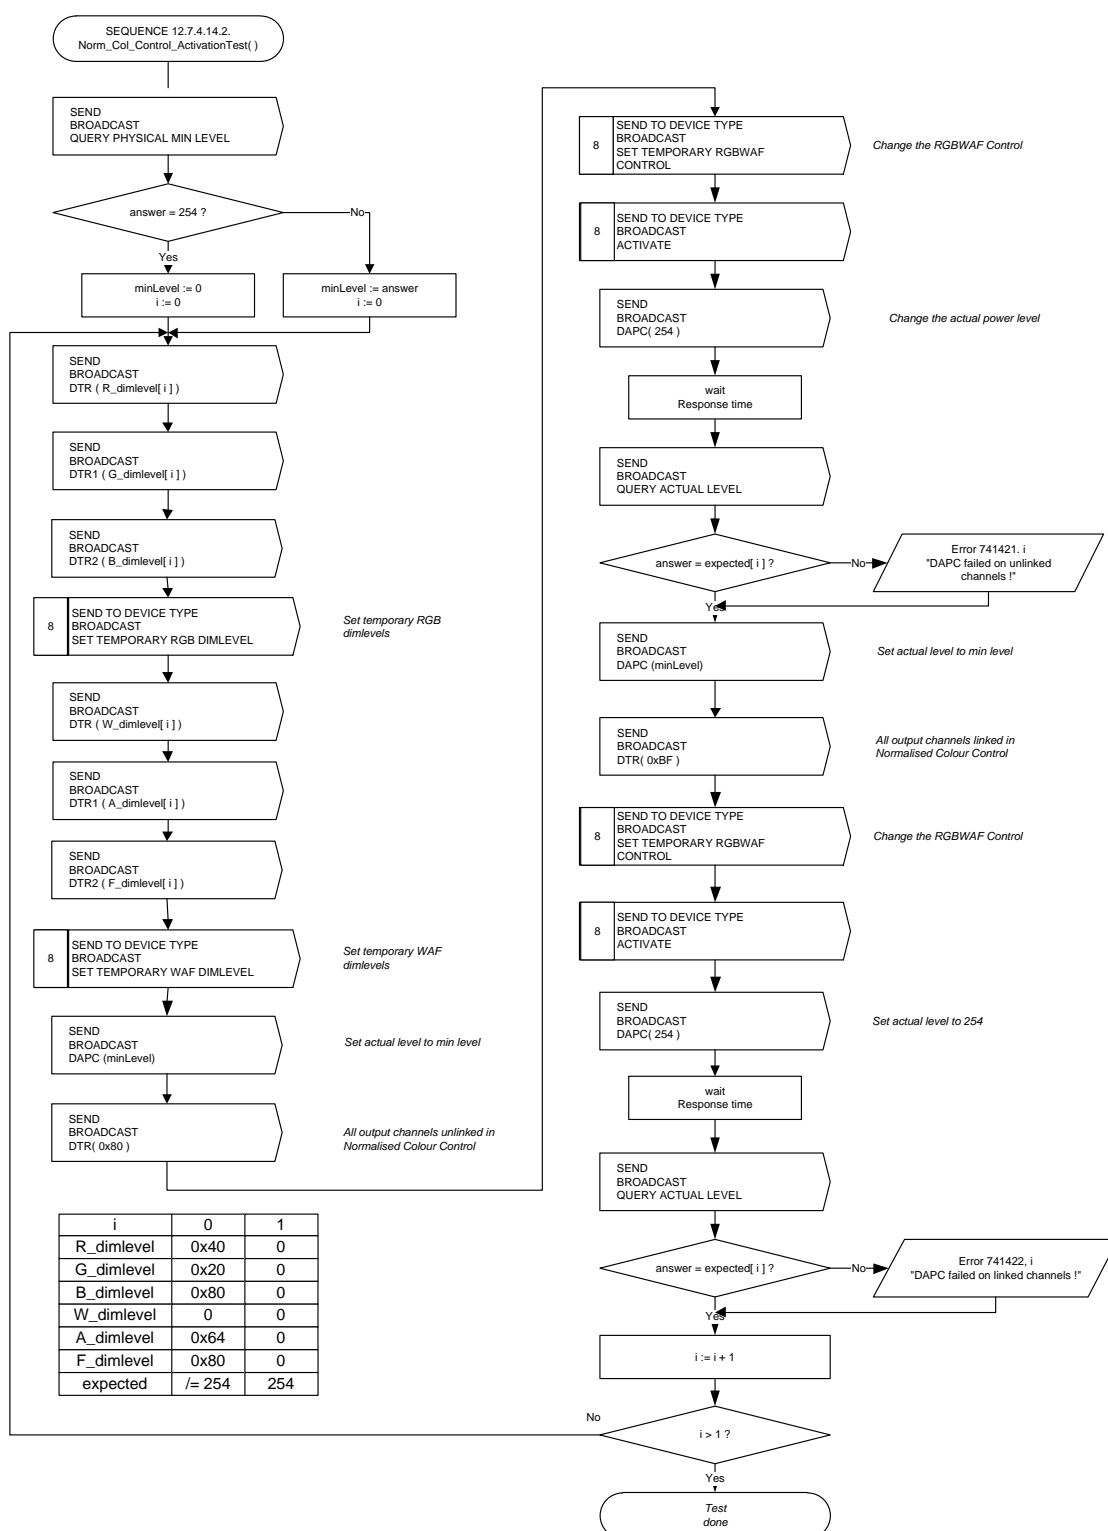 SEQUENCE 12.7.4.14.2.
Norm_Col_Control_ActivationTest( )
SEND
BROADCAST
QUERY PHYSICAL MIN LEVEL
answer = 254 ?
No
Yes
minLevel := 0
i := 0
minLevel := answer
i := 0
SEND
BROADCAST
DTR ( R_dimlevel[ i ] )
SEND
BROADCAST
DTR1 ( G_dimlevel[ i ] )
SEND
BROADCAST
DTR2 ( B_dimlevel[ i ] )
8
SEND TO DEVICE TYPE
BROADCAST
SET TEMPORARY RGB DIMLEVEL
Set temporary RGB
dimlevels
SEND
BROADCAST
DTR ( W_dimlevel[ i ] )
SEND
BROADCAST
DTR1 ( A_dimlevel[ i ] )
SEND
BROADCAST
DTR2 ( F_dimlevel[ i ] )
8
SEND TO DEVICE TYPE
BROADCAST
SET TEMPORARY WAF DIMLEVEL
Set temporary WAF
dimlevels
SEND
BROADCAST
DAPC (minLevel)
Set actual level to min level
SEND
BROADCAST
DTR( 0x80 )
All output channels unlinked in
Normalised Colour Control
8
SEND TO DEVICE TYPE
BROADCAST
SET TEMPORARY RGBWAF
CONTROL
Change the RGBWAF Control
8
SEND TO DEVICE TYPE
BROADCAST
ACTIVATE
SEND
BROADCAST
DAPC( 254 )
Change the actual power level
wait
Response time
SEND
BROADCAST
QUERY ACTUAL LEVEL
answer = expected[ i ] ?
No
Error 741421. i
"DAPC failed on unlinked
channels !"
Yes
SEND
BROADCAST
DAPC (minLevel)
Set actual level to min level
SEND
BROADCAST
DTR( 0xBF )
All output channels linked in
Normalised Colour Control
8
SEND TO DEVICE TYPE
BROADCAST
SET TEMPORARY RGBWAF
CONTROL
Change the RGBWAF Control
8
SEND TO DEVICE TYPE
BROADCAST
ACTIVATE
SEND
BROADCAST
DAPC( 254 )
Set actual level to 254
wait
Response time
SEND
BROADCAST
QUERY ACTUAL LEVEL
answer = expected[ i ] ?
No
Error 741422, i
"DAPC failed on linked channels !"
Yes
i := i + 1
No
i > 1 ?
Yes
Test
done
i 0 1
R_dimlevel 0x40 0
G_dimlevel 0x20 0
B_dimlevel 0x80 0
W_dimlevel 0 0
A_dimlevel 0x64 0
F_dimlevel 0x80 0
expected /= 254 254